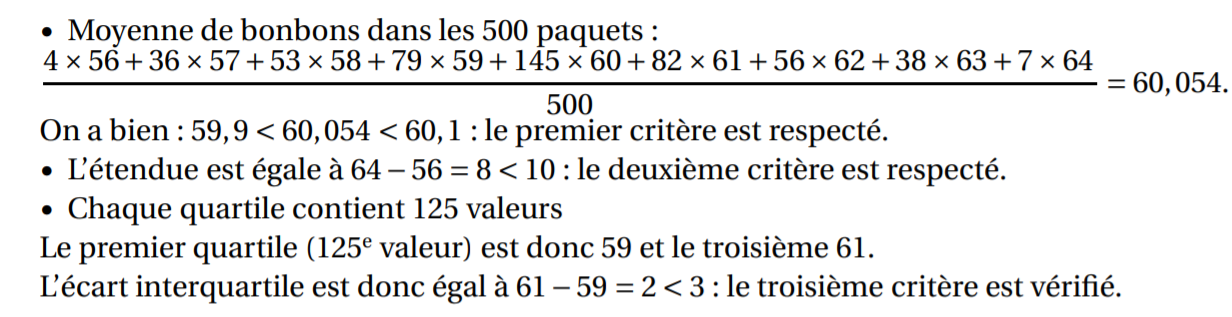 • Moyenne de bonbons dans les 500 paquets :
4 × 56 + 36 × 57 + 53 × 58 + 79 × 59 + 145 × 60 + 82 × 61 + 56 × 62 + 38 × 63 + 7 × 64
500
= 60,054.
On a bien : 59,9 < 60,054 < 60,1 : le premier critère est respecté.
• L’étendue est égale à 64 − 56 = 8 < 10 : le deuxième critère est respecté.
• Chaque quartile contient 125 valeurs
Le premier quartile (125ᵉ valeur) est donc 59 et le troisième 61.
L’écart interquartile est donc égal à 61 − 59 = 2 < 3 : le troisième critère est vérifié.